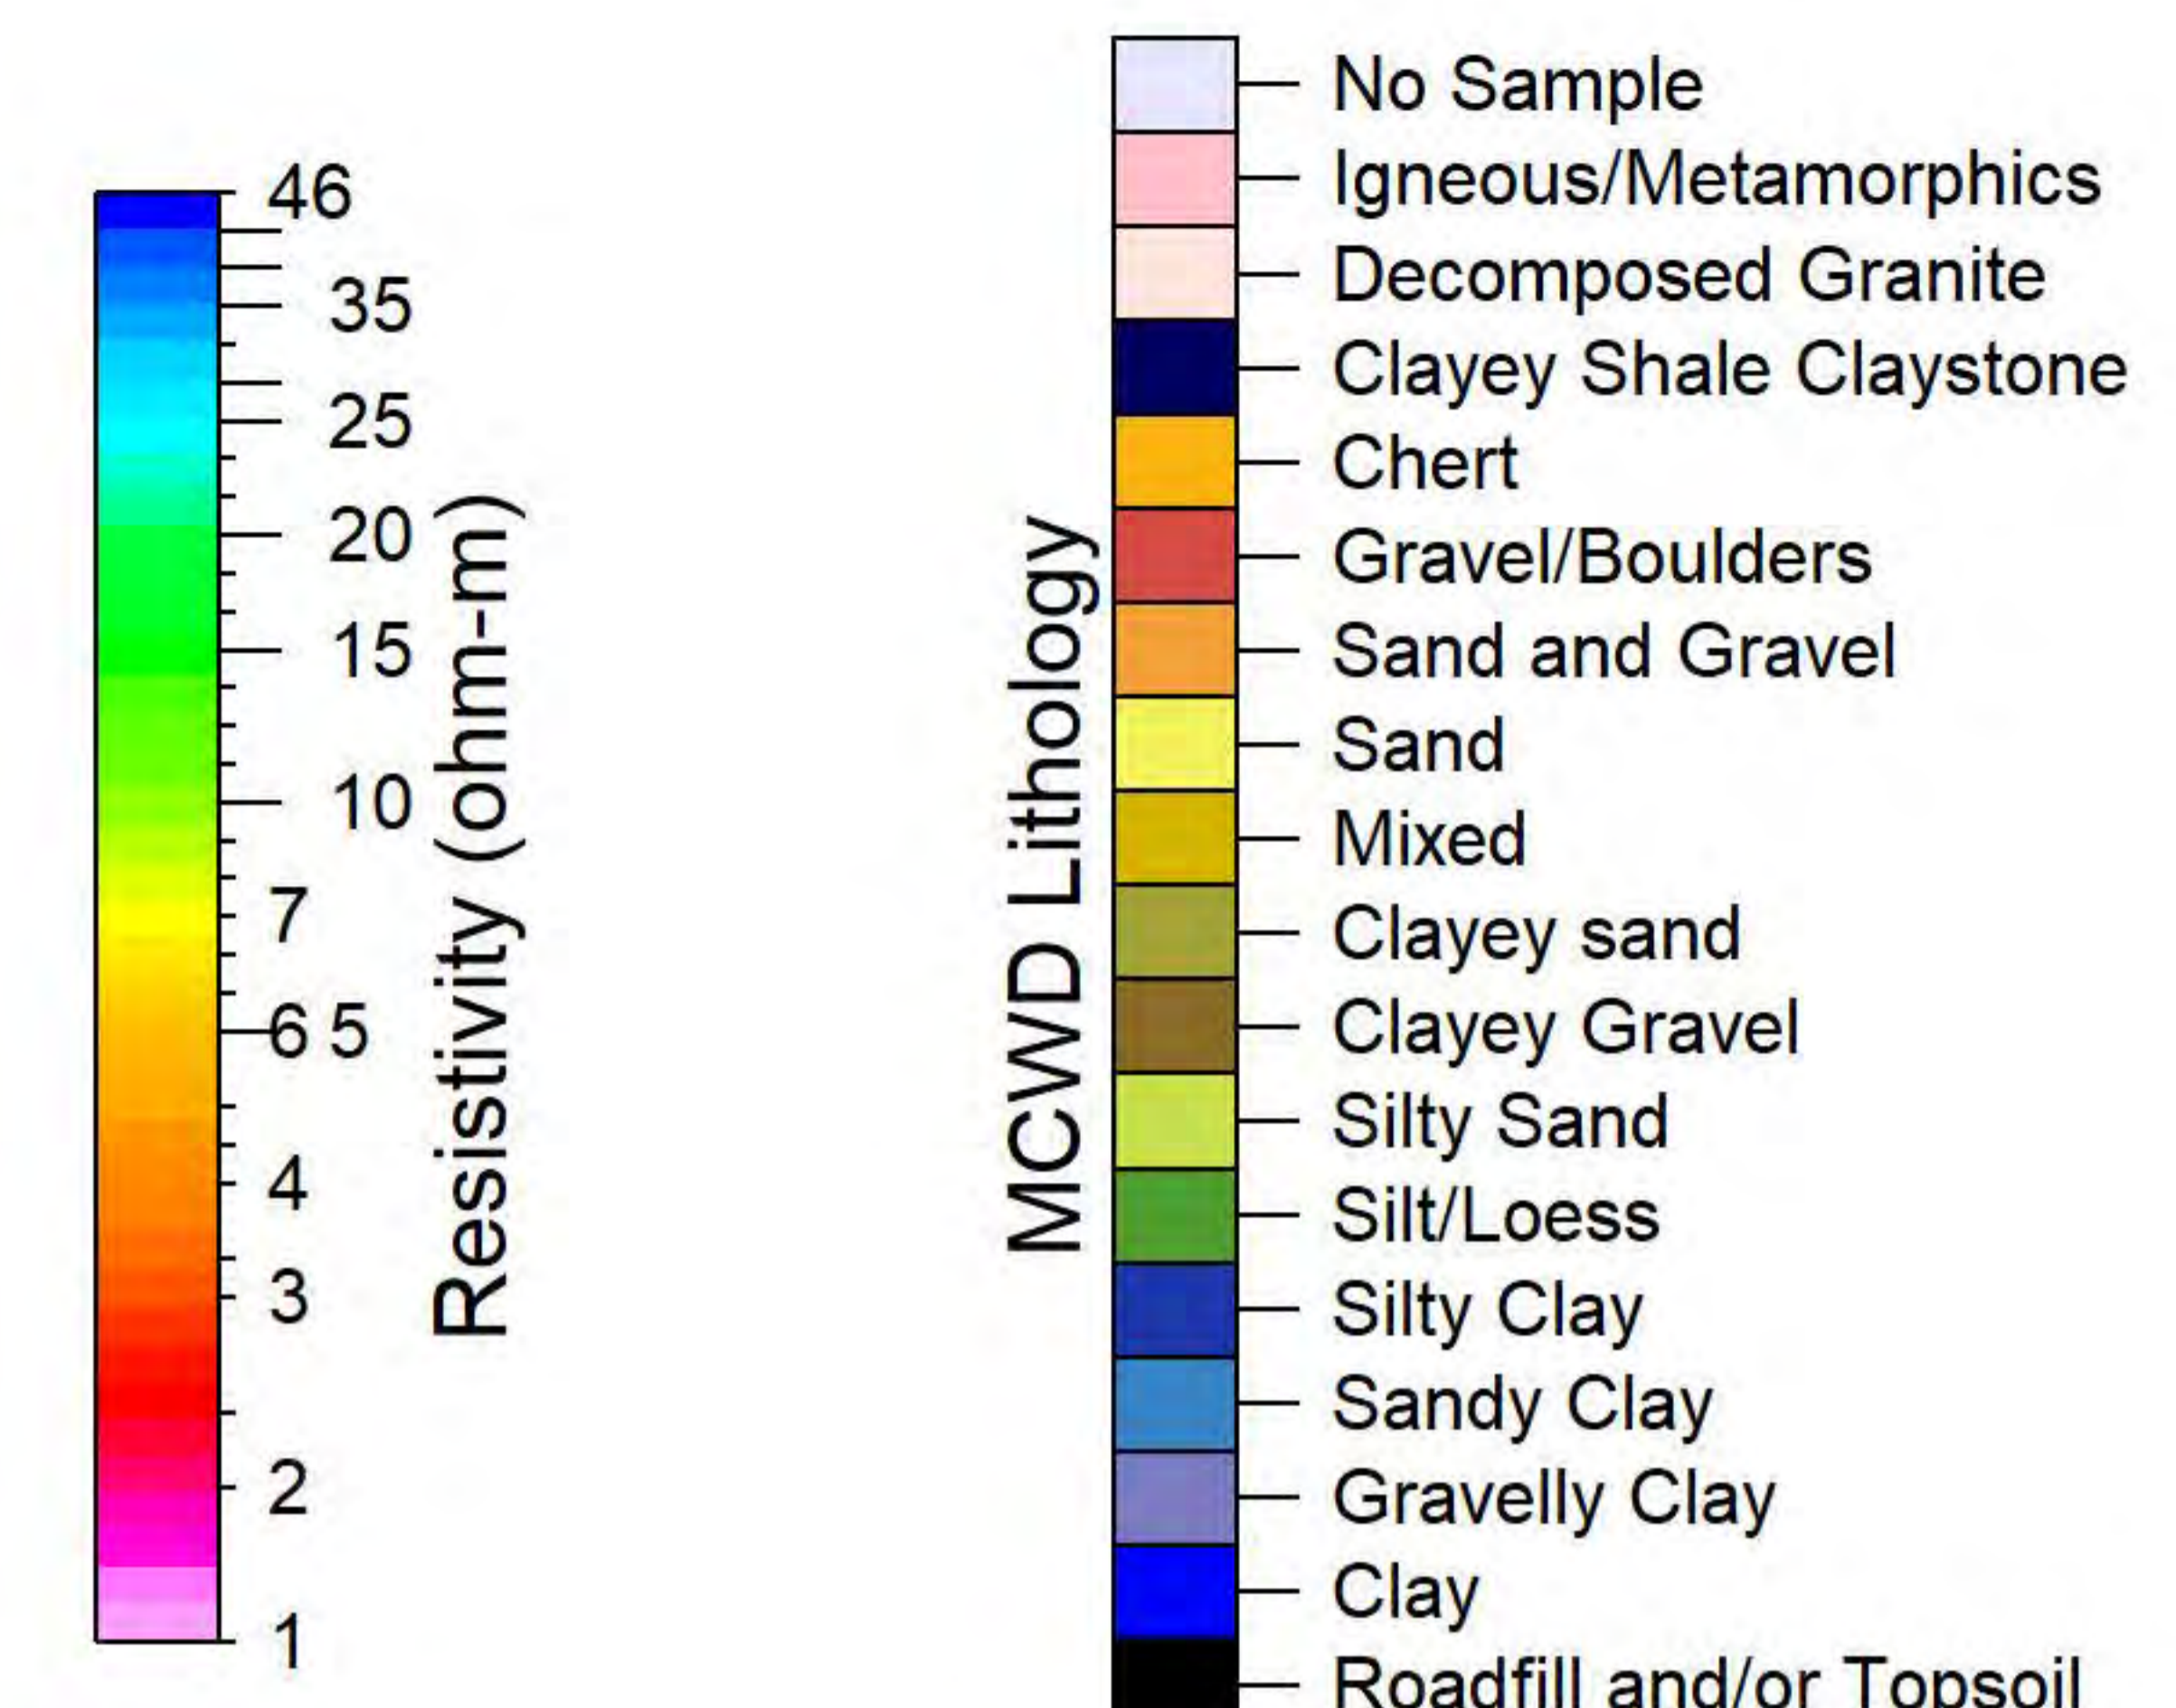 46
35
25
20
15
10
7
6 5
4
3
2
1
Resistivity (ohm-m)
MCWD Lithology
No Sample
Igneous/Metamorphics
Decomposed Granite
Clayey Shale Claystone
Chert
Gravel/Boulders
Sand and Gravel
Sand
Mixed
Clayey sand
Clayey Gravel
Silty Sand
Silt/Loess
Silty Clay
Sandy Clay
Gravelly Clay
Clay
Roadfill and/or Topsoil